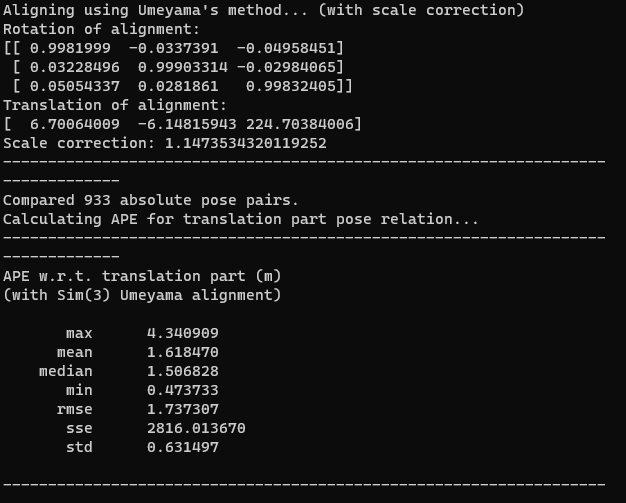 Aligning using Umeyama's method... (with scale correction)
Rotation of alignment:
[[ 0.9981999  -0.0337391  -0.04958451]
 [ 0.03228496  0.99903314 -0.02984065]
 [ 0.05054337  0.0281861   0.99832405]]
Translation of alignment:
[  6.70064009  -6.14815943 224.70384006]
Scale correction: 1.1473534320119252
-------------------------------------------------------------------
-------------
Compared 933 absolute pose pairs.
Calculating APE for translation part pose relation...
-------------------------------------------------------------------
-------------
APE w.r.t. translation part (m)
(with Sim(3) Umeyama alignment)

       max	4.340909
      mean	1.618470
    median	1.506828
       min	0.473733
      rmse	1.737307
       sse	2816.013670
       std	0.631497

-------------------------------------------------------------------